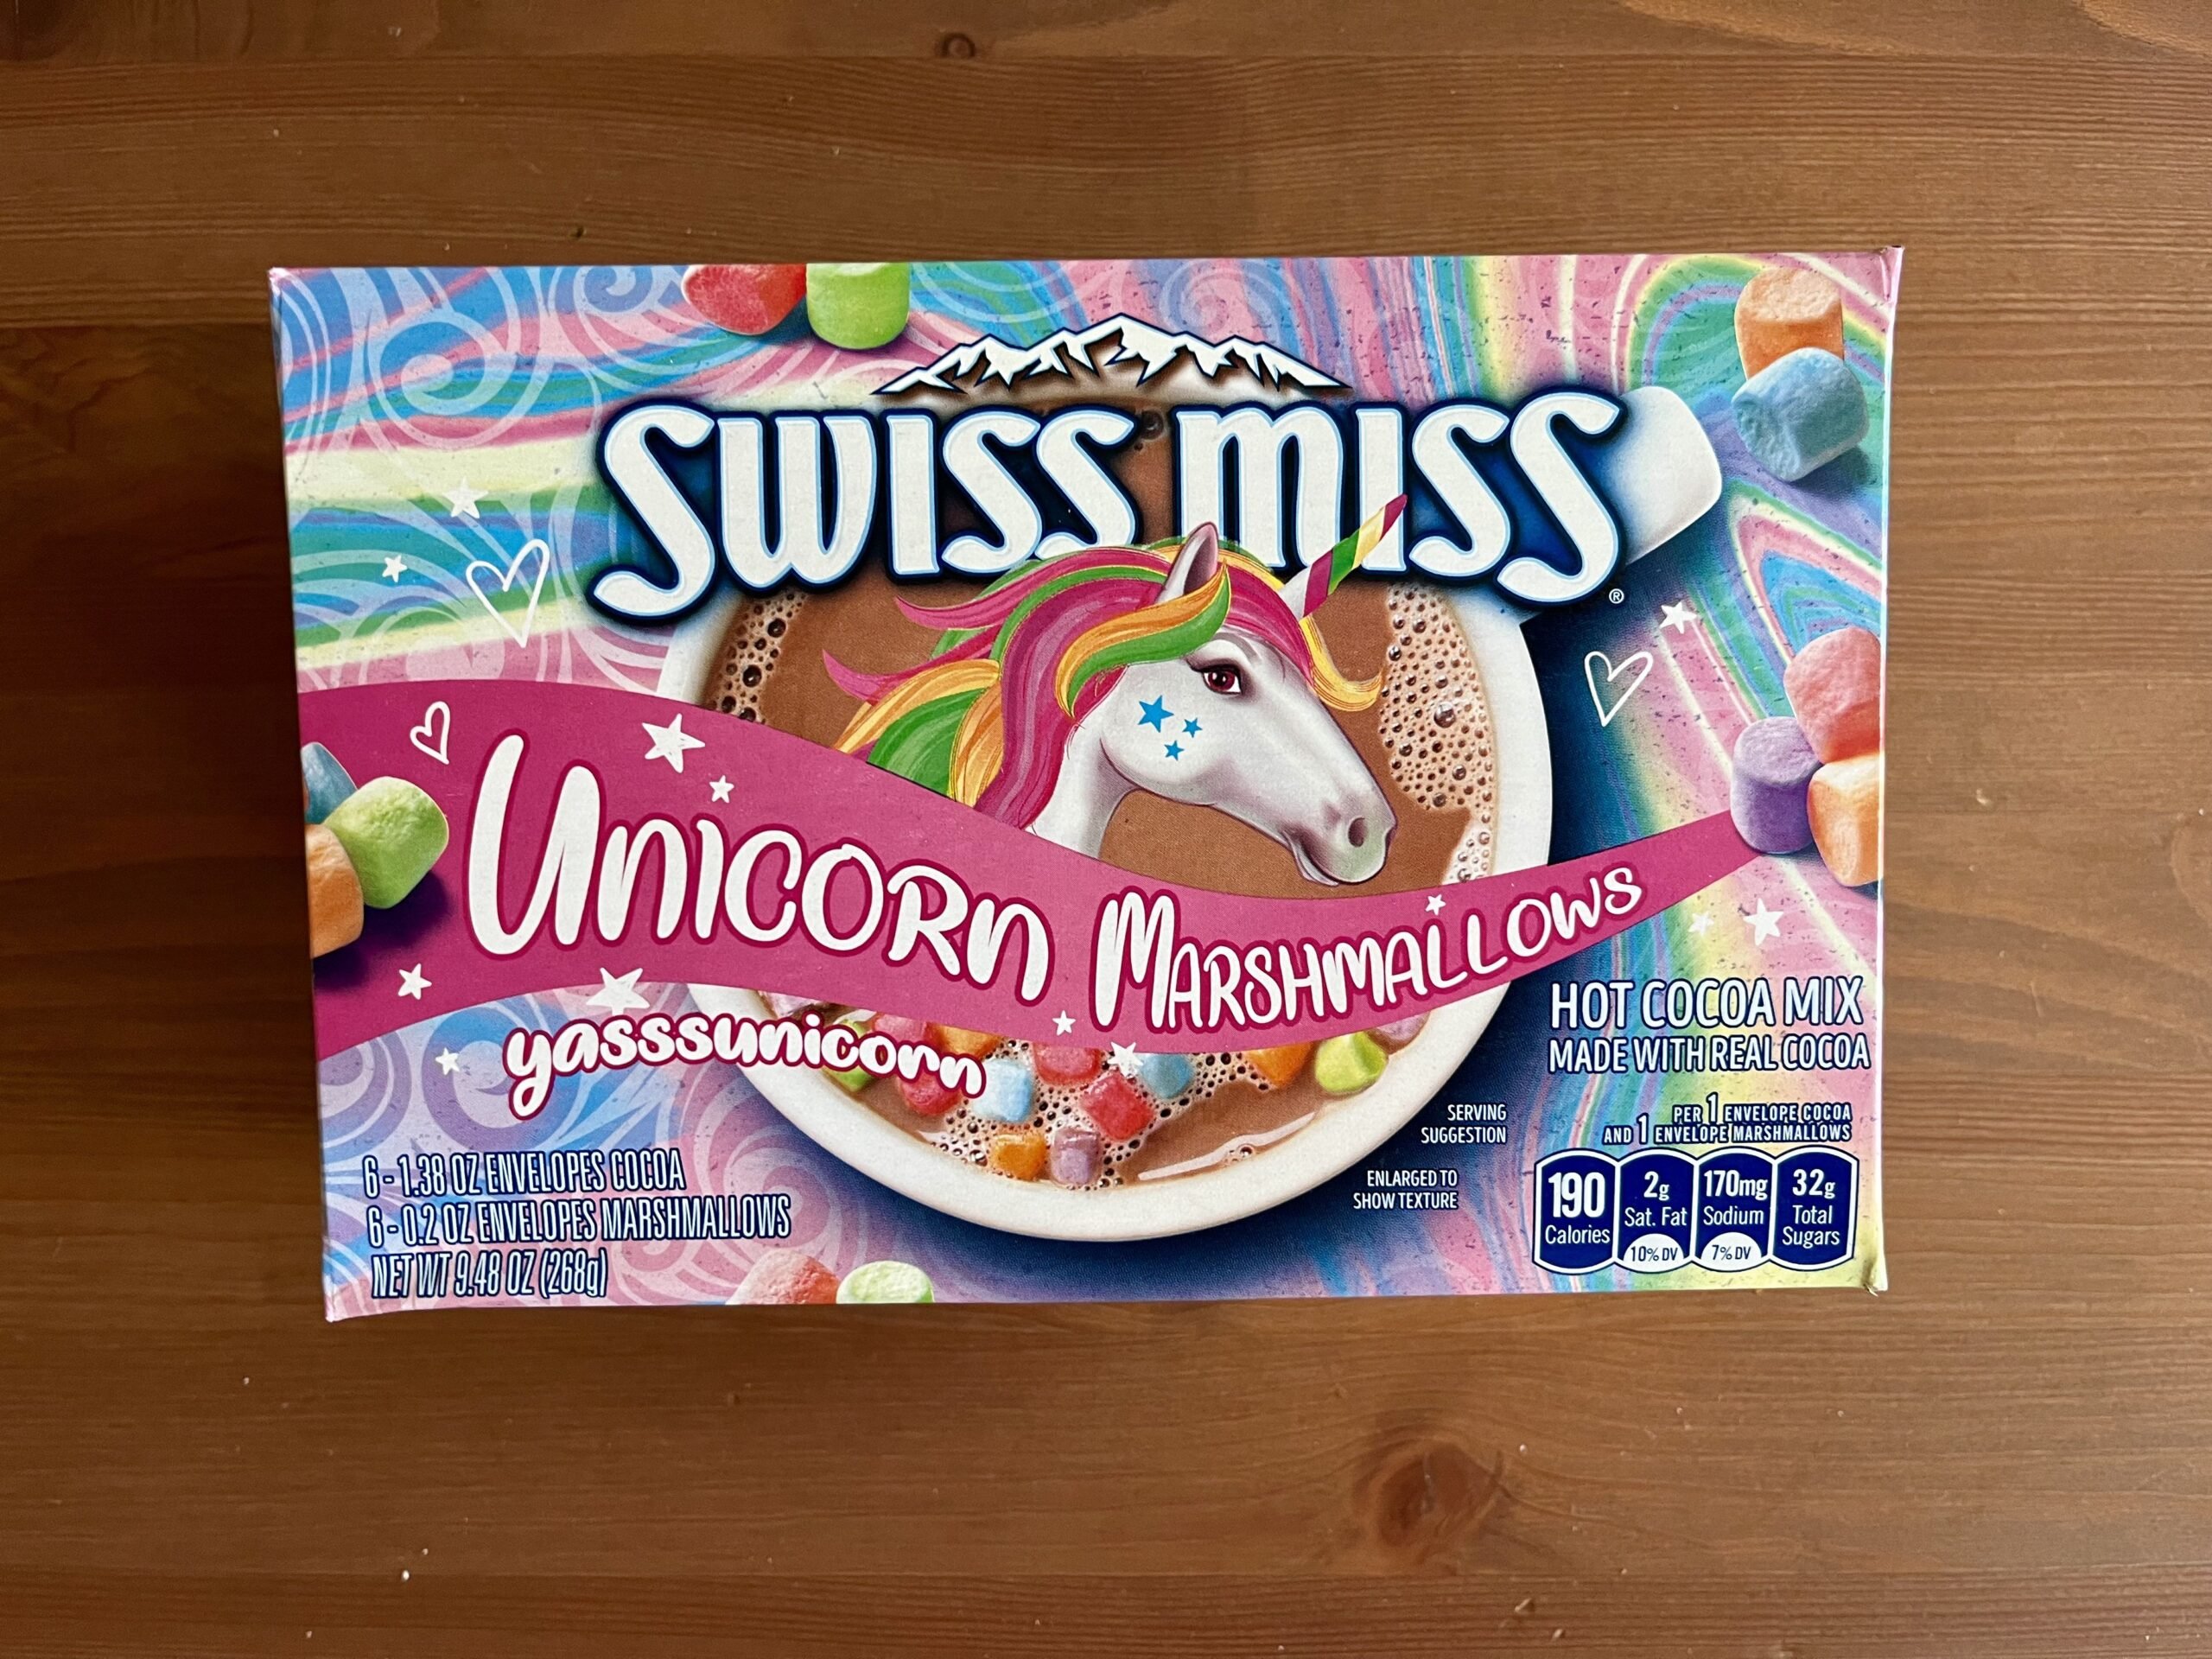 SWISS MISS®
UNICORN MARSHMALLOWS
yasssunicorn
HOT COCOA MIX
MADE WITH REAL COCOA
SERVING
SUGGESTION
ENLARGED TO
SHOW TEXTURE
PER 1 ENVELOPE COCOA
AND 1 ENVELOPE MARSHMALLOWS
190 Calories
2g Sat. Fat 10% DV
170mg Sodium 7% DV
32g Total Sugars
6 - 1.38 OZ ENVELOPES COCOA
6 - 0.2 OZ ENVELOPES MARSHMALLOWS
NET WT 9.48 OZ (268g)